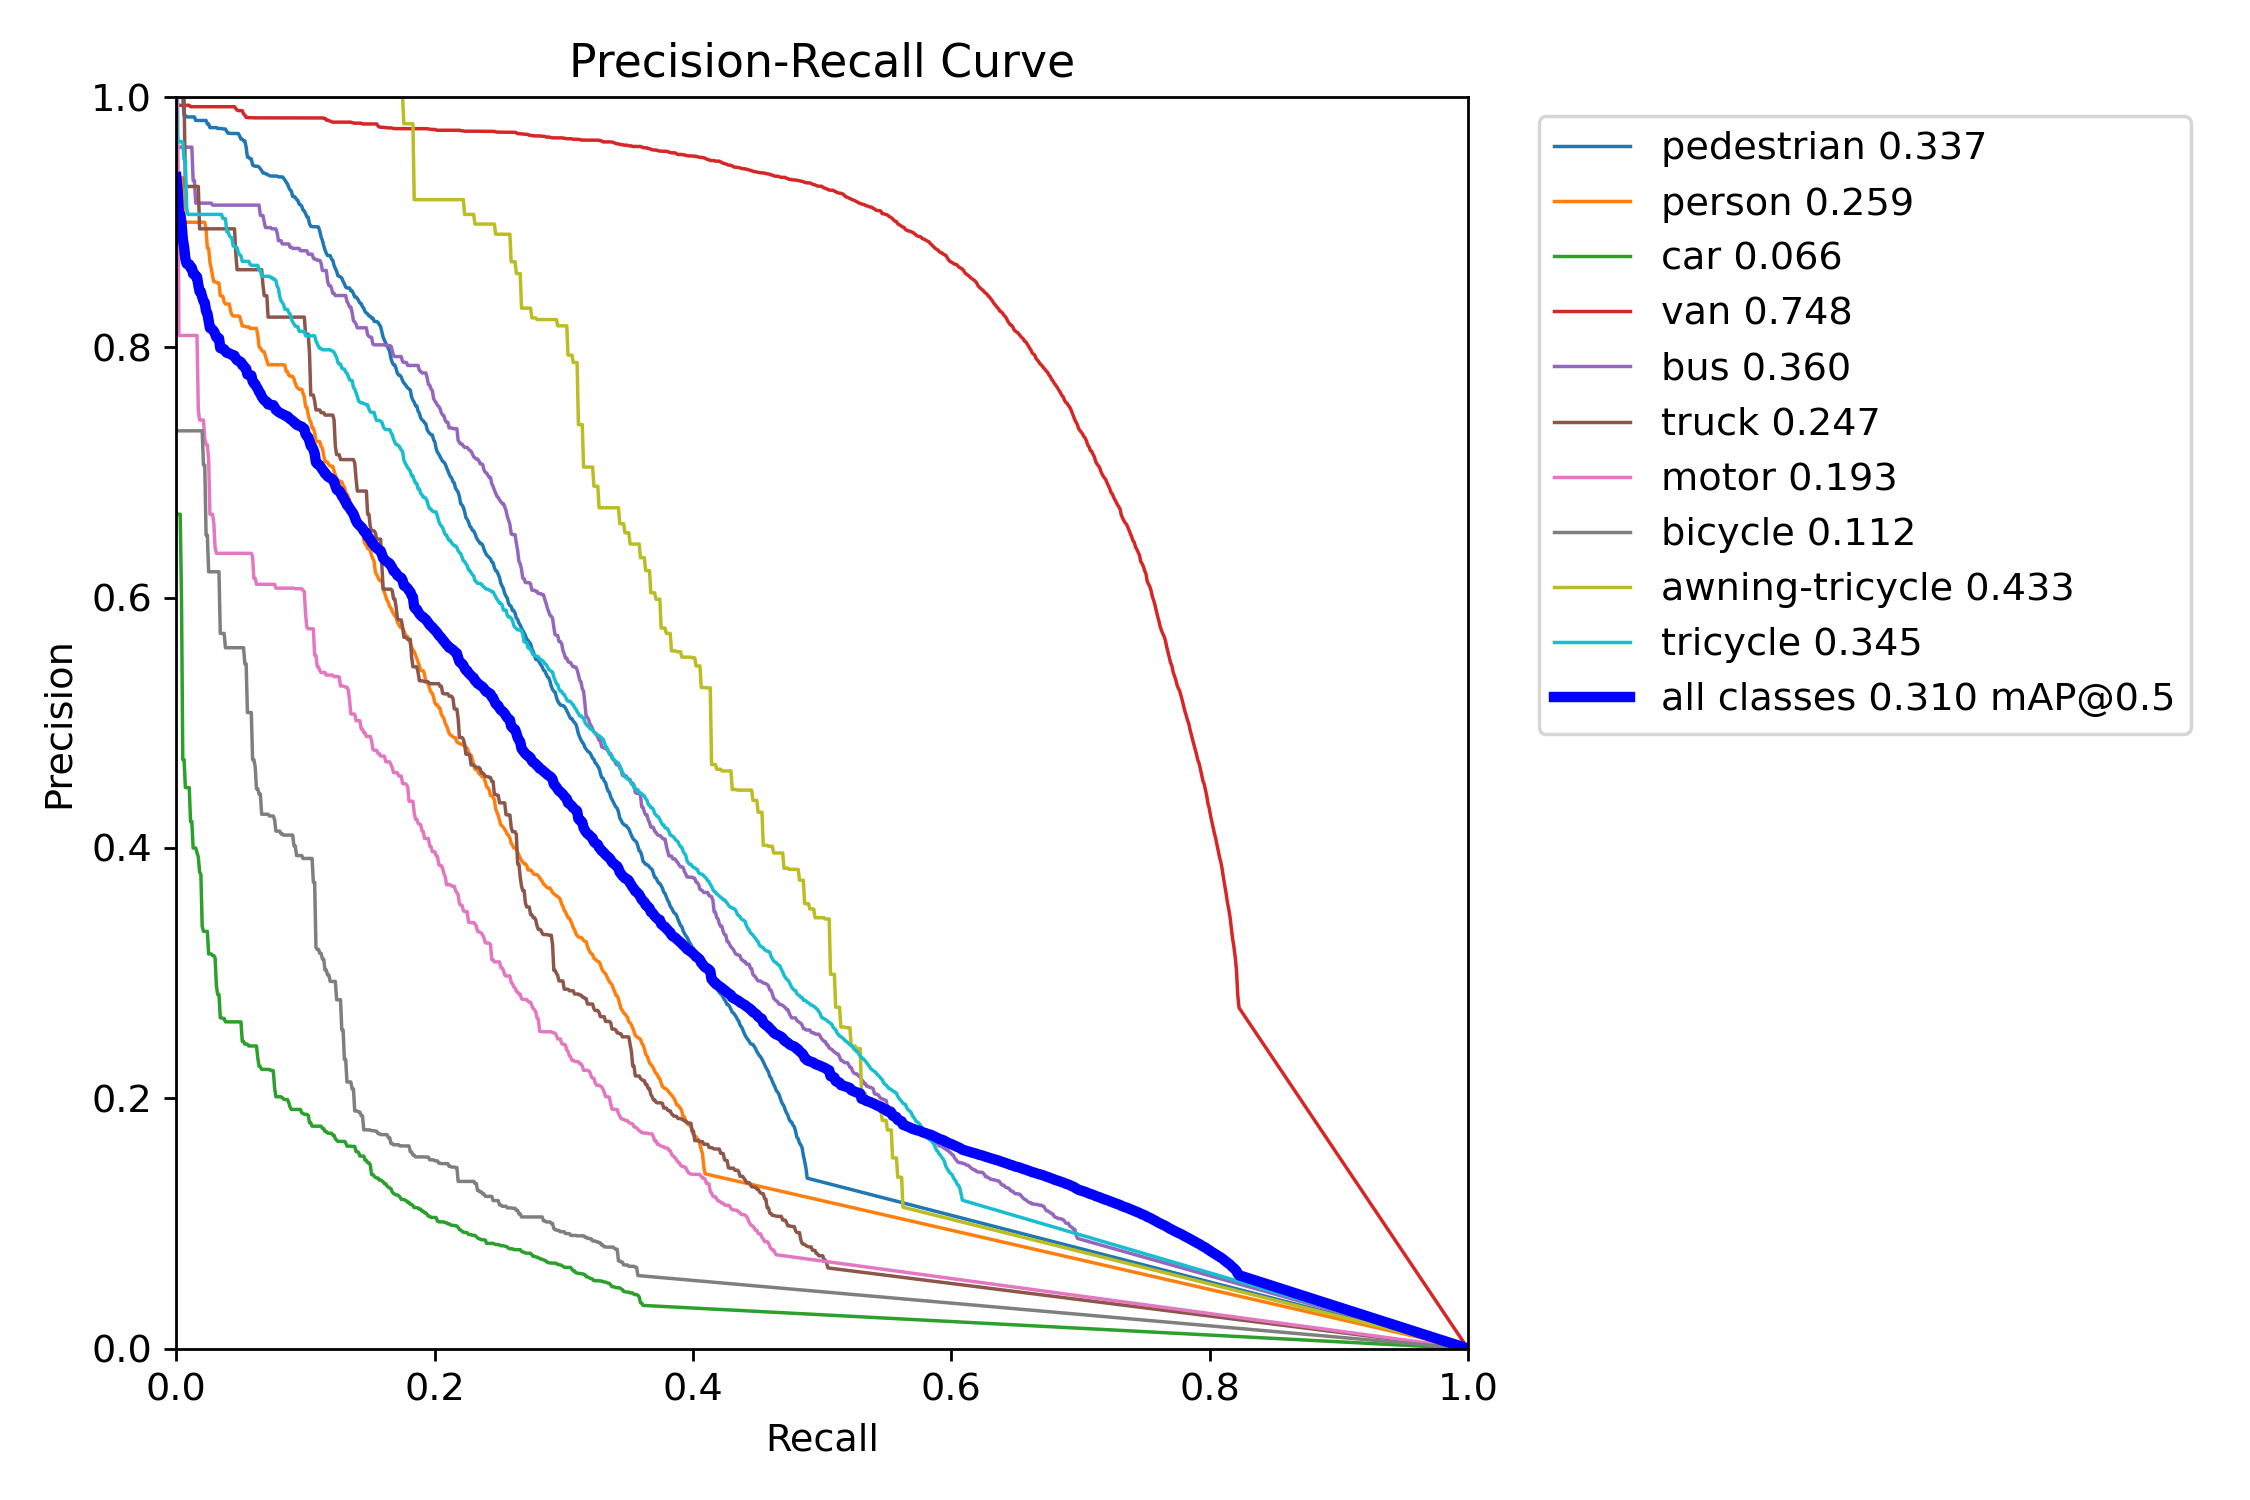 Precision-Recall Curve
1.0
0.8
0.6
0.4
0.2
0.0
Precision
0.0 0.2 0.4 0.6 0.8 1.0
Recall
pedestrian 0.337
person 0.259
car 0.066
van 0.748
bus 0.360
truck 0.247
motor 0.193
bicycle 0.112
awning-tricycle 0.433
tricycle 0.345
all classes 0.310 mAP@0.5